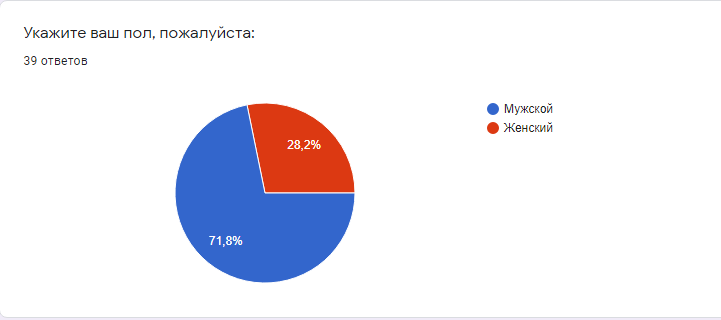 Укажите ваш пол, пожалуйста:
39 ответов
Мужской
Женский
28,2%
71,8%